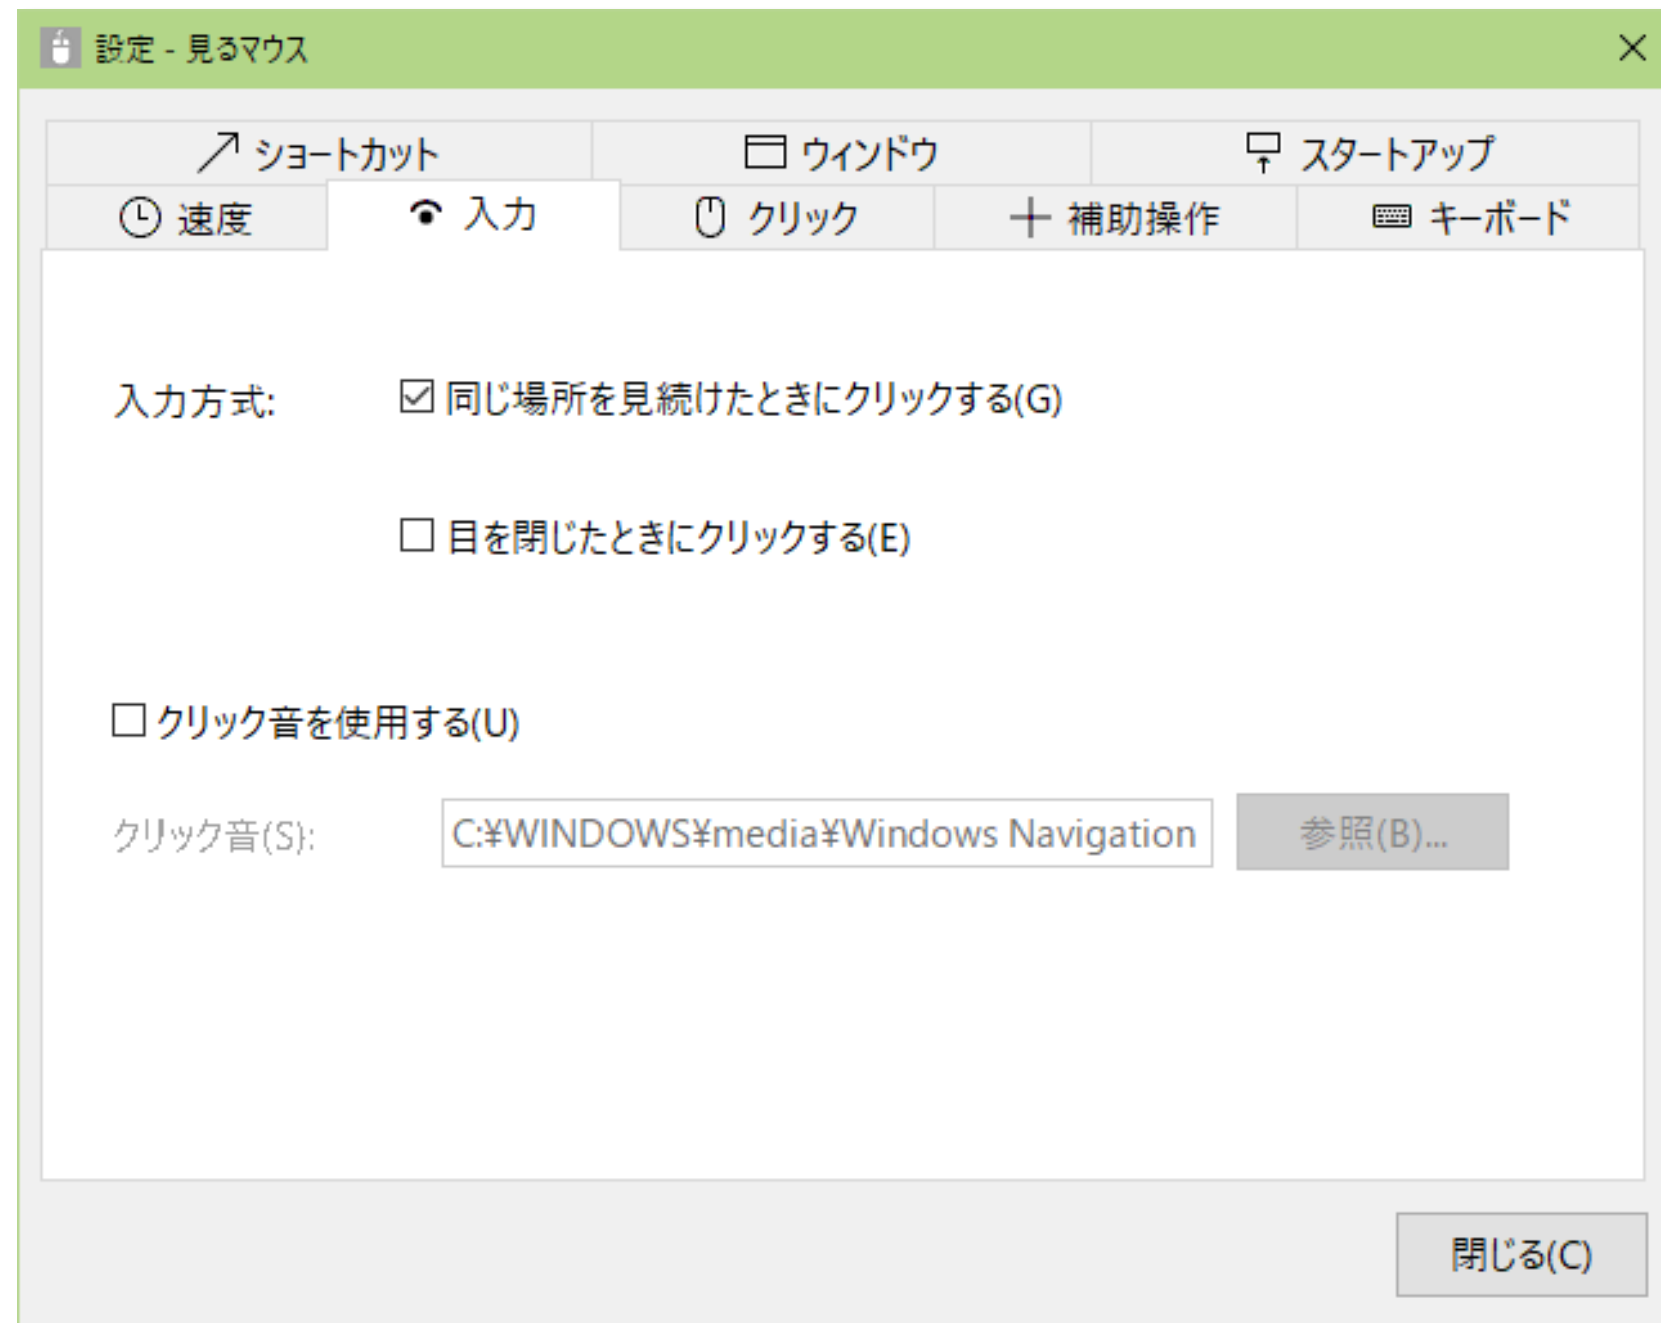 設定 - 見るマウス
ショートカット ウィンドウ スタートアップ
速度 入力 クリック 補助操作 キーボード
入力方式: 同じ場所を見続けたときにクリックする(G)
目を閉じたときにクリックする(E)
クリック音を使用する(U)
クリック音(S): C:¥WINDOWS¥media¥Windows Navigation 参照(B)...
閉じる(C)